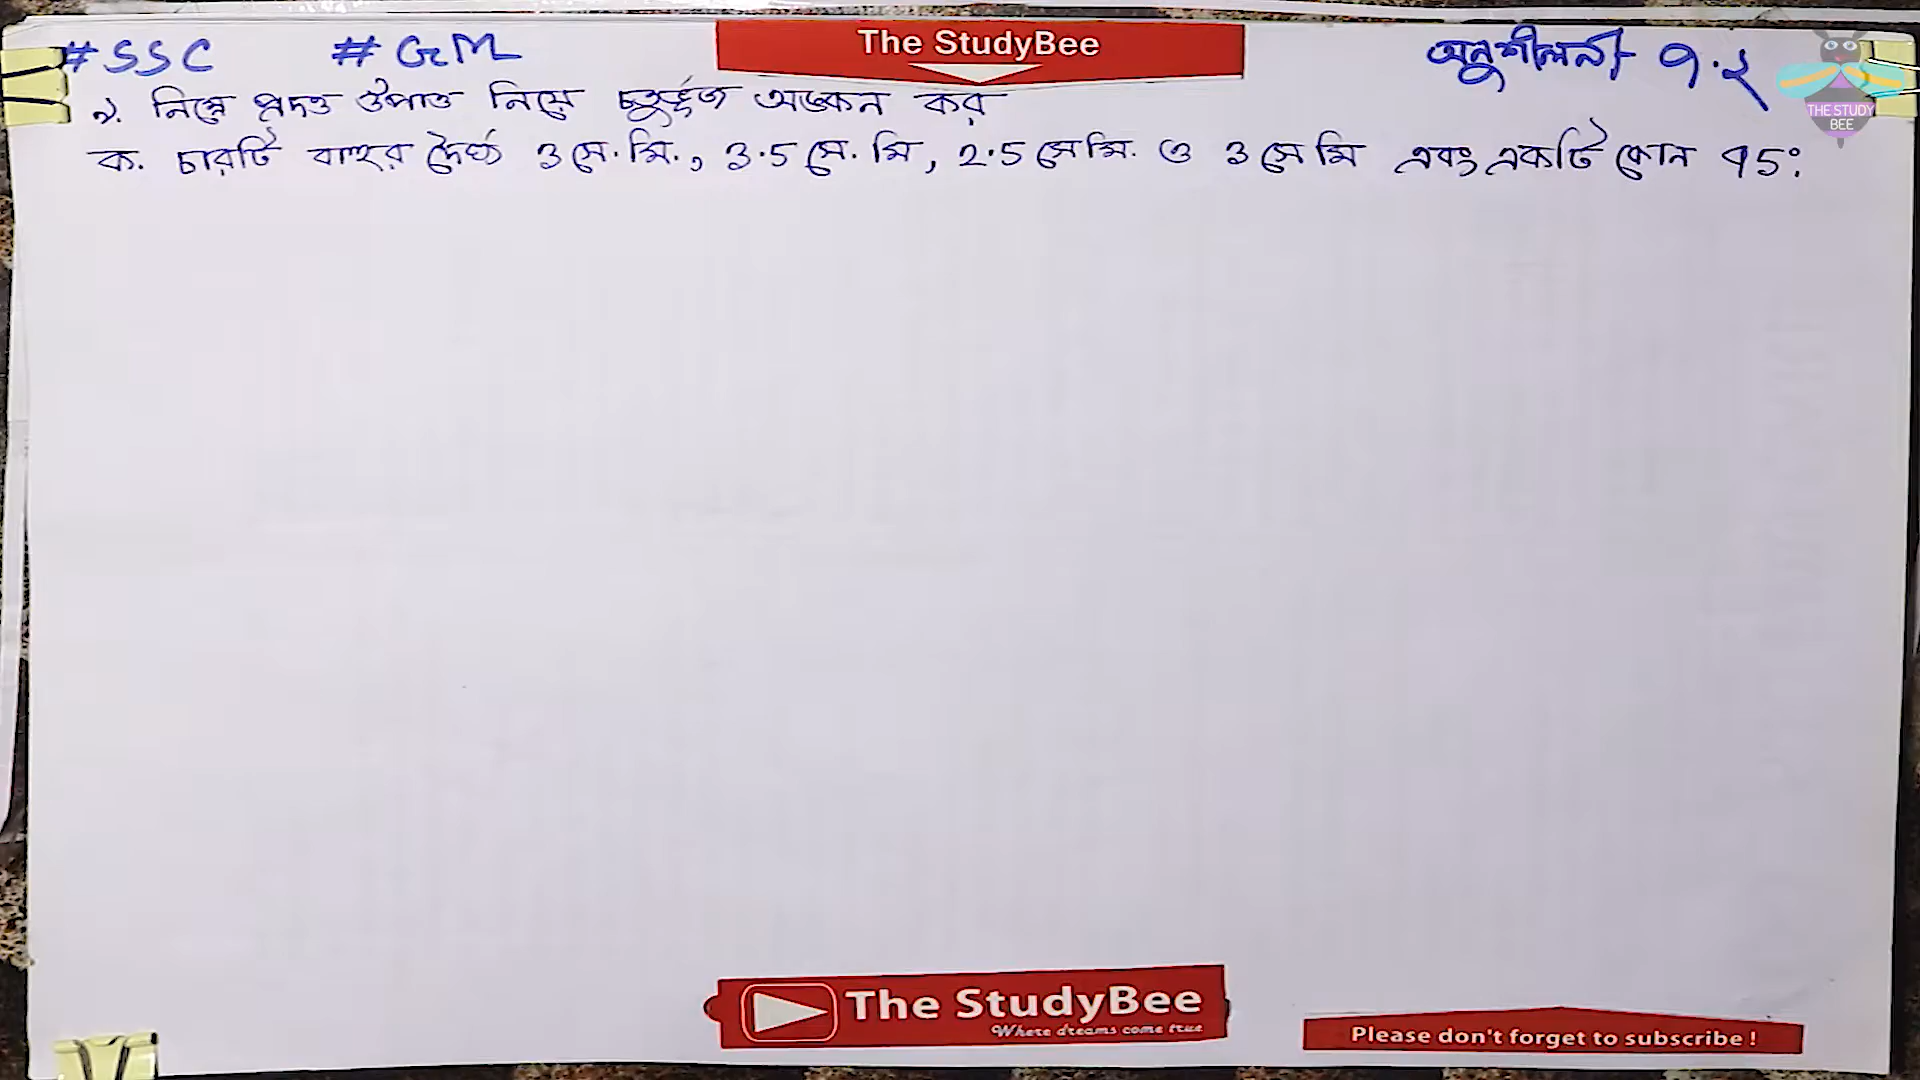 #SSC #GM The StudyBee অনুশীলনী ৭.২
THE STUDY
BEE
১. নিম্নে প্রদত্ত উপাত্ত নিয়ে চতুর্ভুজ অঙ্কন কর
ক. চারটি বাহুর দৈর্ঘ্য 3 সে.মি., 3.5 সে.মি, 2.5 সেমি. ও 3 সেমি এবং একটি কোন ৭5°
The StudyBee
Where dreams come true
Please don't forget to subscribe !